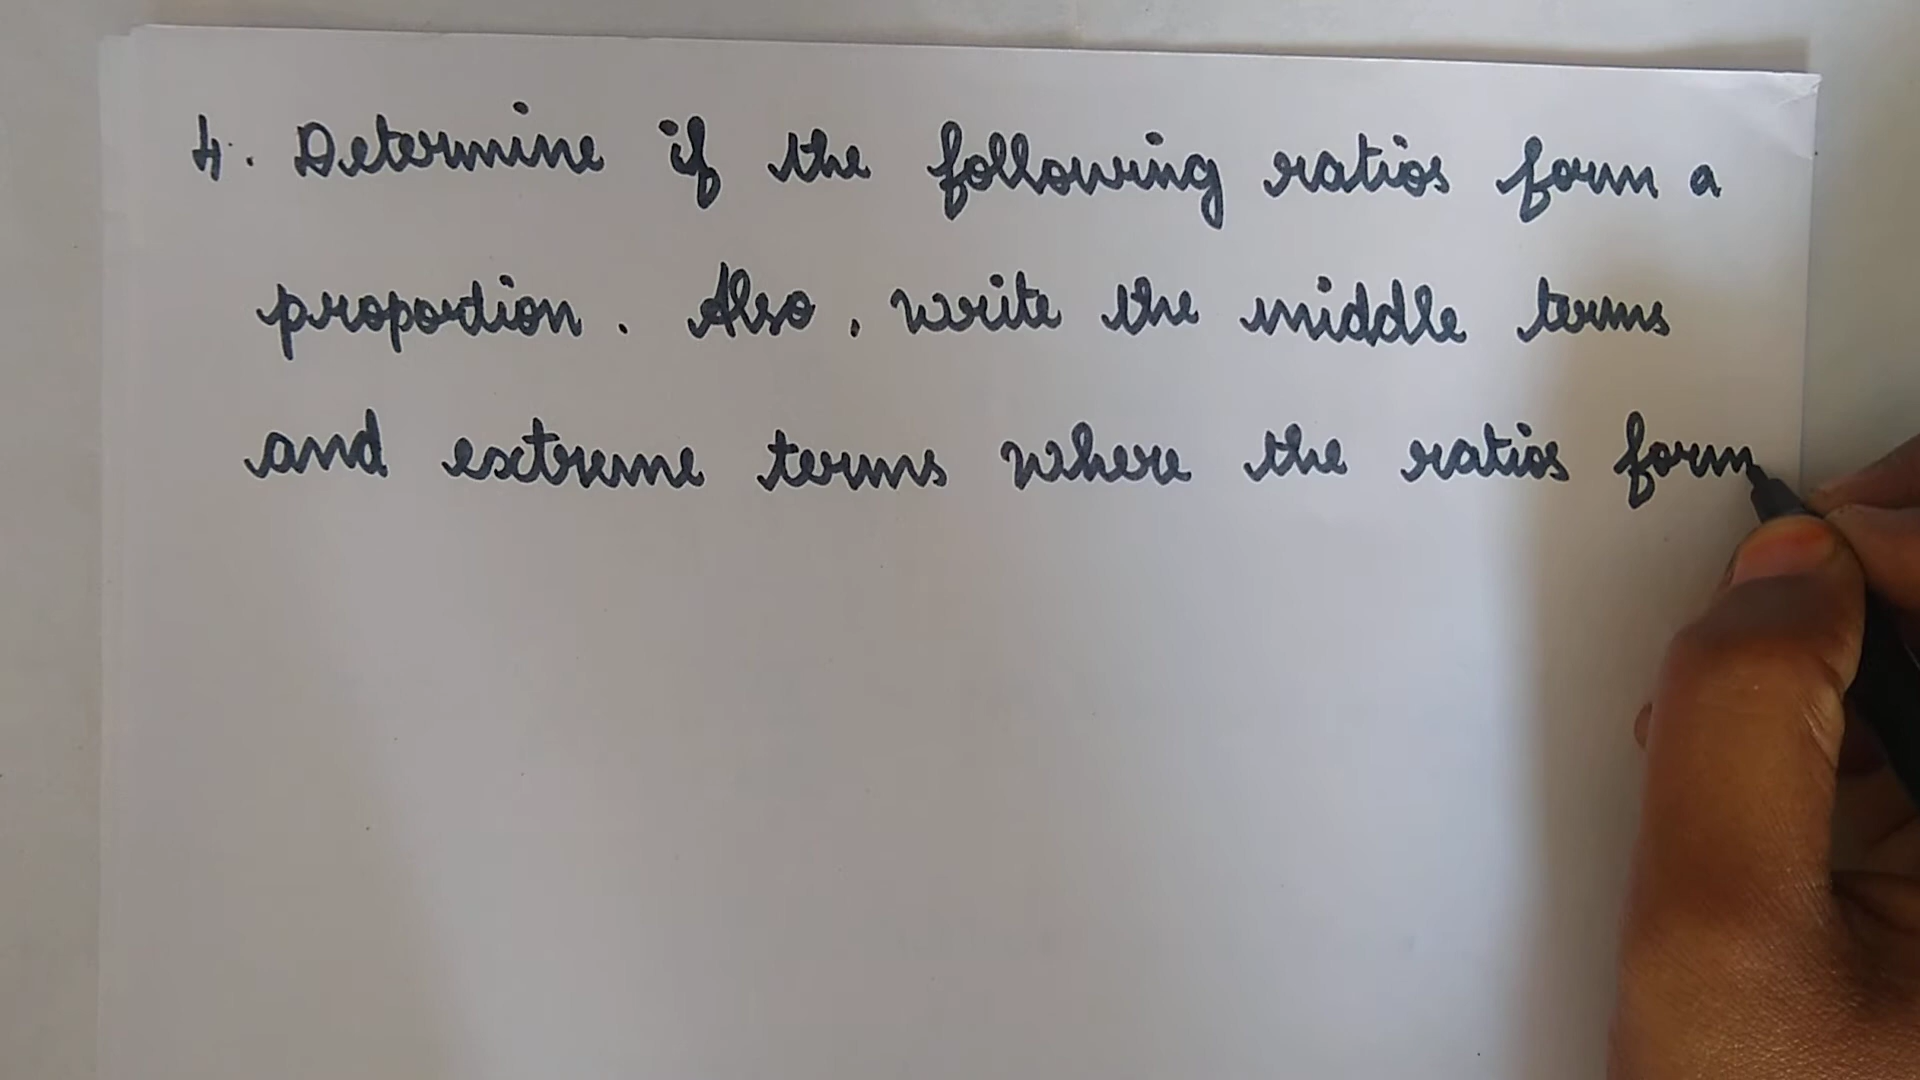 4. Determine if the following ratios form a
proportion. Also, write the middle terms
and extreme terms where the ratios form